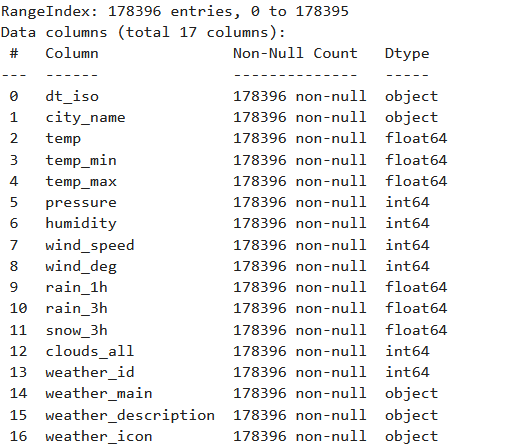 RangeIndex: 178396 entries, 0 to 178395
Data columns (total 17 columns):
 #   Column               Non-Null Count   Dtype
---  ------               --------------   -----
 0   dt_iso               178396 non-null  object
 1   city_name            178396 non-null  object
 2   temp                 178396 non-null  float64
 3   temp_min             178396 non-null  float64
 4   temp_max             178396 non-null  float64
 5   pressure             178396 non-null  int64
 6   humidity             178396 non-null  int64
 7   wind_speed           178396 non-null  int64
 8   wind_deg             178396 non-null  int64
 9   rain_1h              178396 non-null  float64
 10  rain_3h              178396 non-null  float64
 11  snow_3h              178396 non-null  float64
 12  clouds_all           178396 non-null  int64
 13  weather_id           178396 non-null  int64
 14  weather_main         178396 non-null  object
 15  weather_description  178396 non-null  object
 16  weather_icon         178396 non-null  object